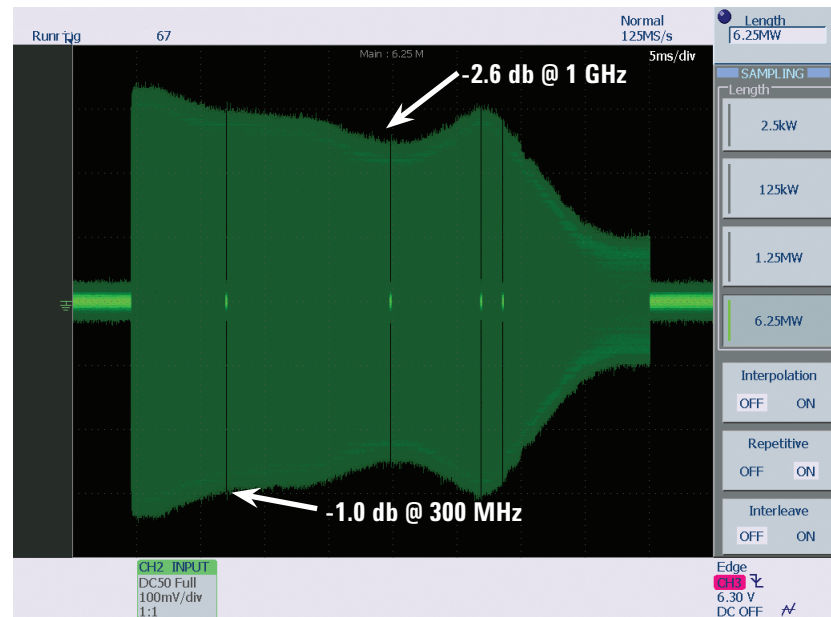 Normal
Length
Runr ig
67
125MS/s
6.25MW
Main : 6.25 M
5ms/div
SAMPLING
Length
-2.6 db @ 1 GHz
2.5kW
125kW
1.25MW
6.25MW
Interpolation
OFF ON
Repetitive
OFF ON
-1.0 db @ 300 MHz
Interleave
OFF ON
CH2 INPUT
DC50 Full
100mV/div
1:1
Edge
CH3
6.30 V
DC OFF